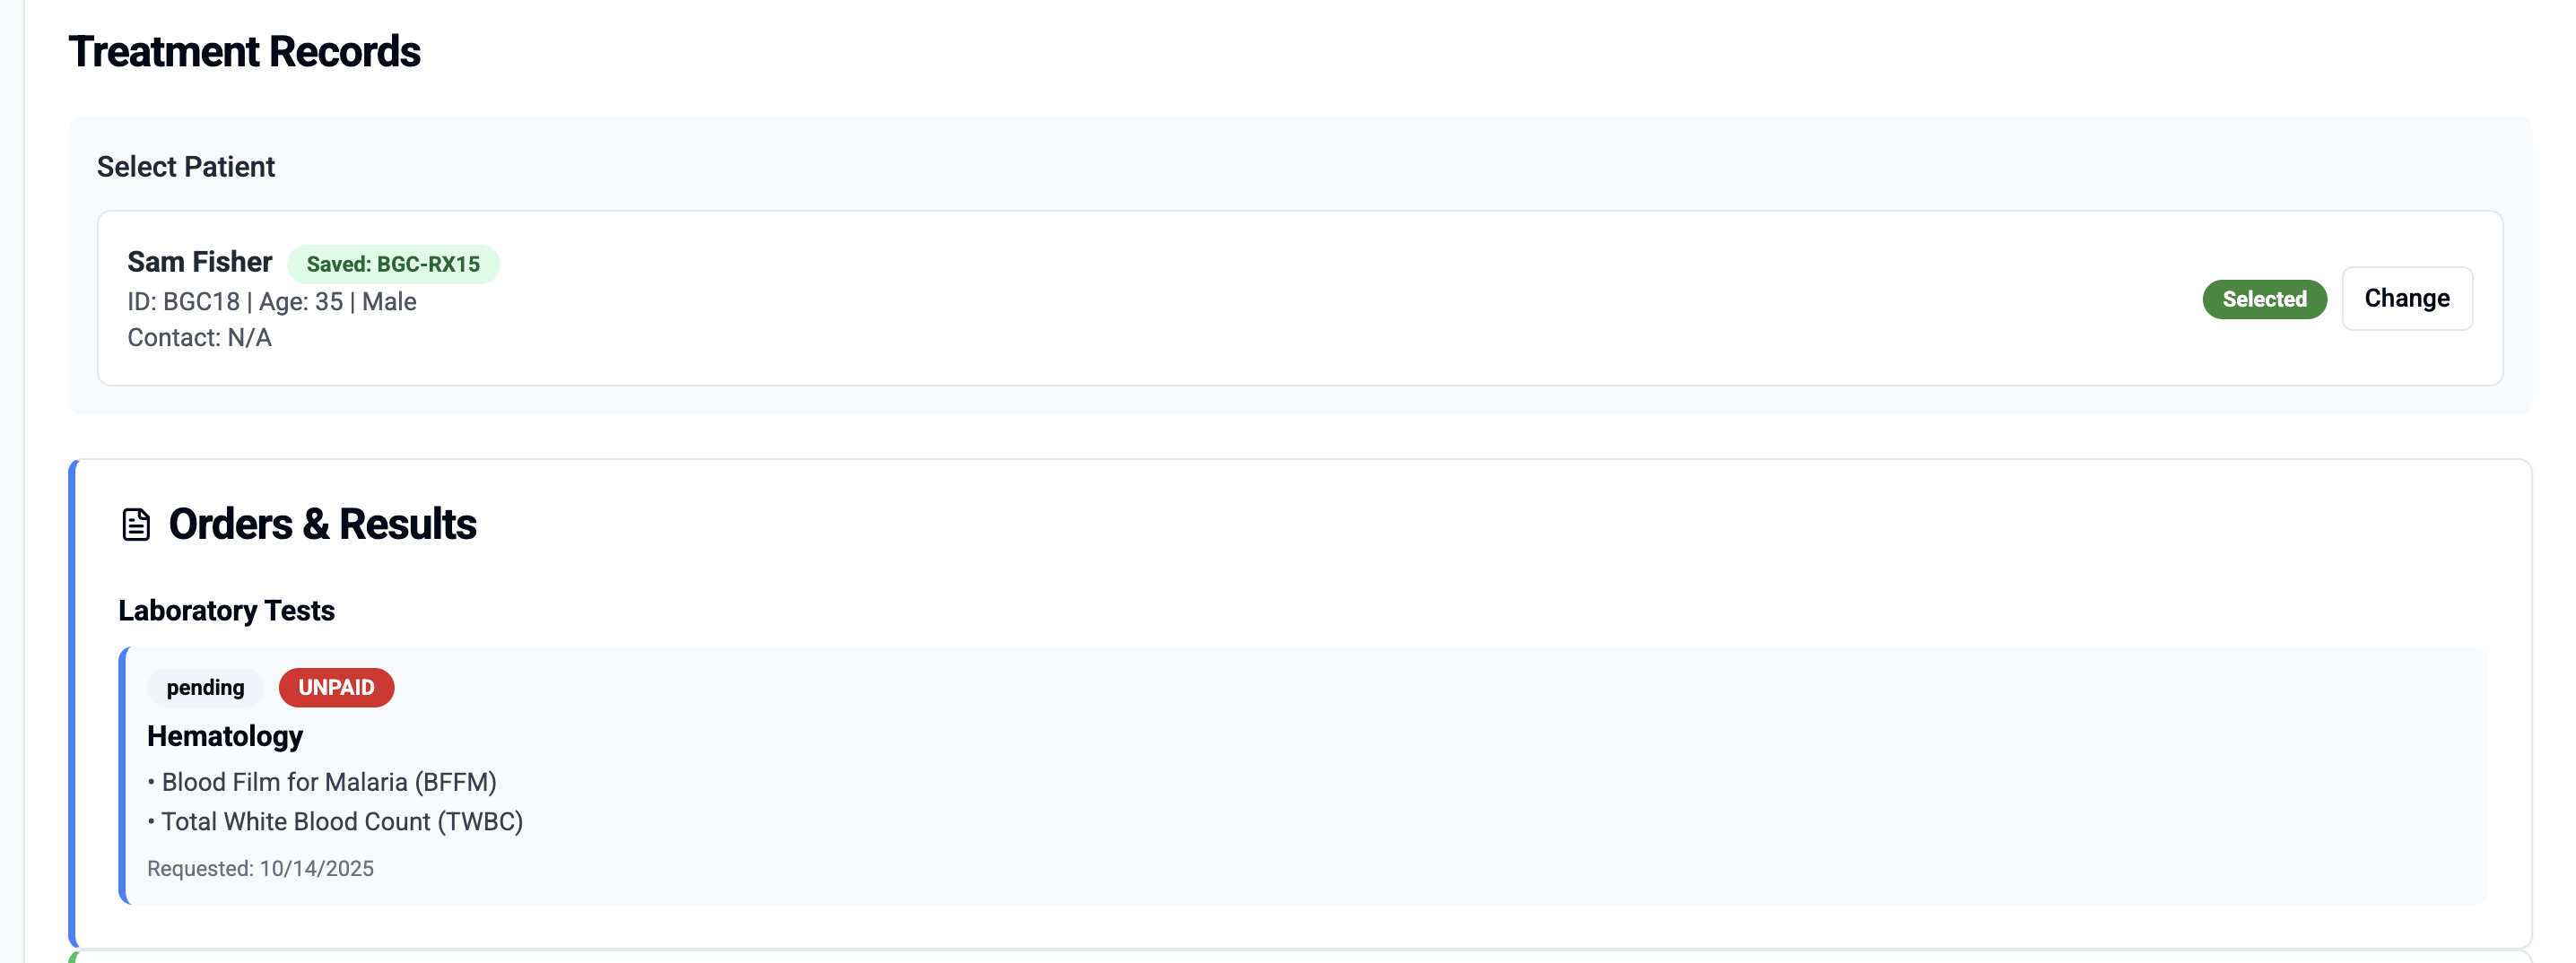 Treatment Records
Select Patient
Sam Fisher Saved: BGC-RX15
ID: BGC18 | Age: 35 | Male
Contact: N/A
Selected Change
Orders & Results
Laboratory Tests
pending UNPAID
Hematology
• Blood Film for Malaria (BFFM)
• Total White Blood Count (TWBC)
Requested: 10/14/2025